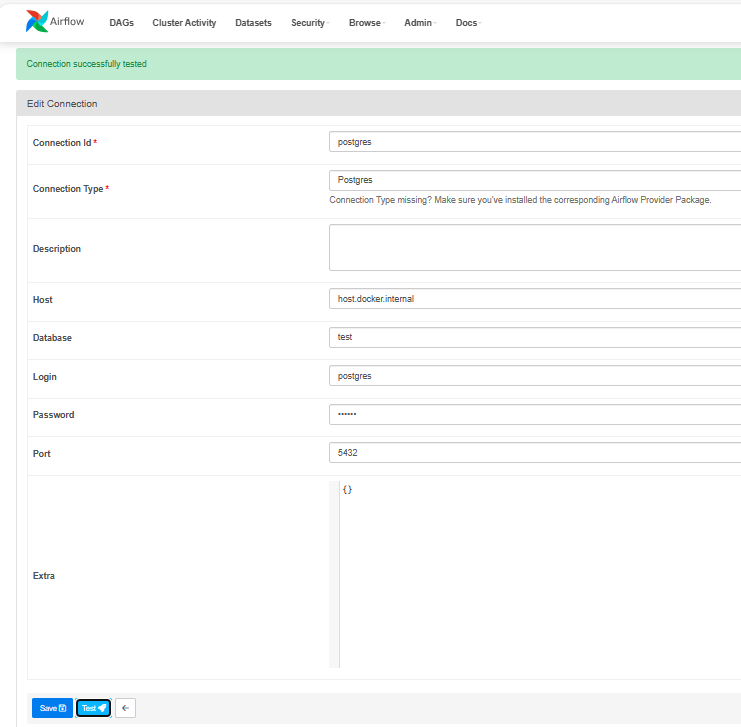 Airflow DAGs Cluster Activity Datasets Security Browse Admin Docs
Connection successfully tested
Edit Connection
Connection Id *
postgres
Connection Type *
Postgres
Connection Type missing? Make sure you've installed the corresponding Airflow Provider Package.
Description
Host
host.docker.internal
Database
test
Login
postgres
Password
••••••
Port
5432
Extra
{}
Save Test